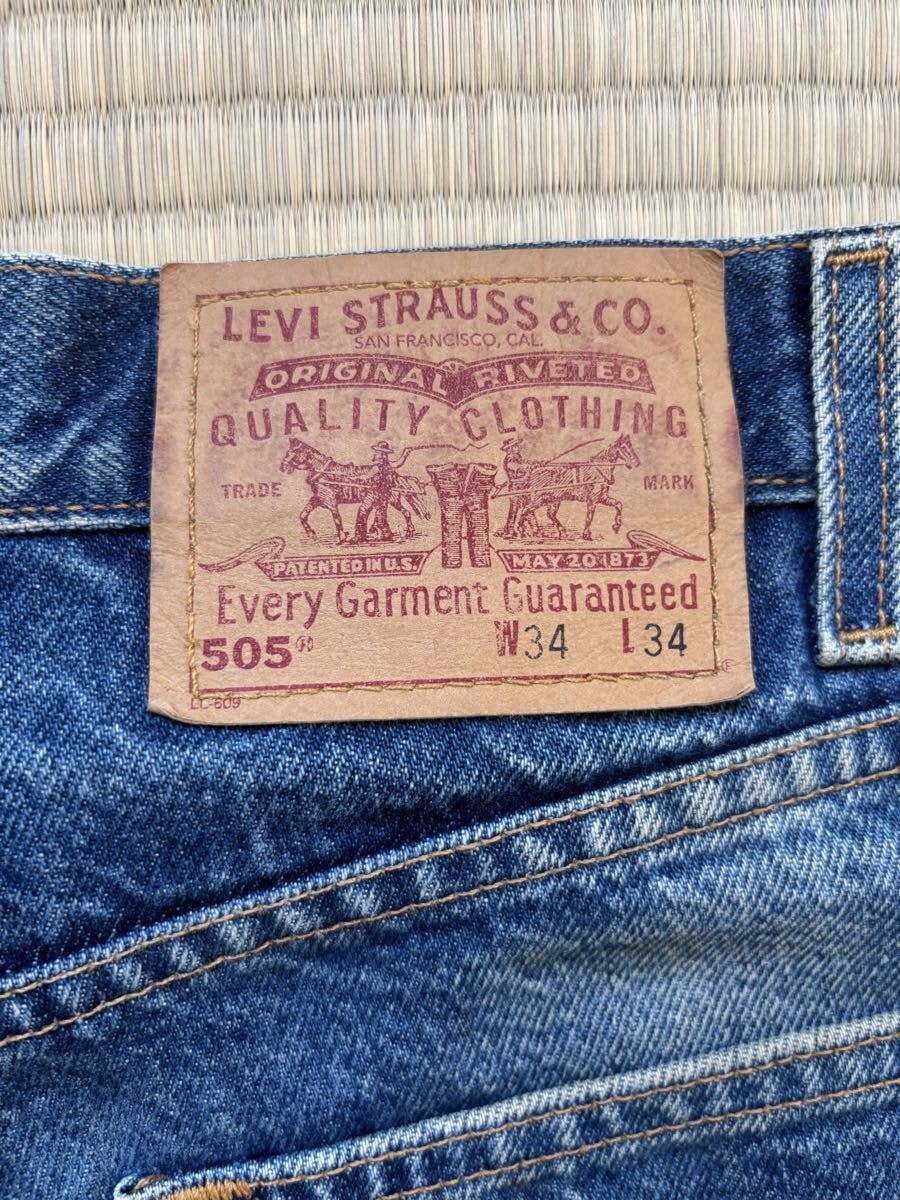 LEVI STRAUSS & CO.
SAN FRANCISCO, CAL.
ORIGINAL RIVETED
QUALITY CLOTHING
TRADE MARK
PATENTED IN U.S. MAY 20 1873
Every Garment Guaranteed
505® W34 L34
LL-609 ®